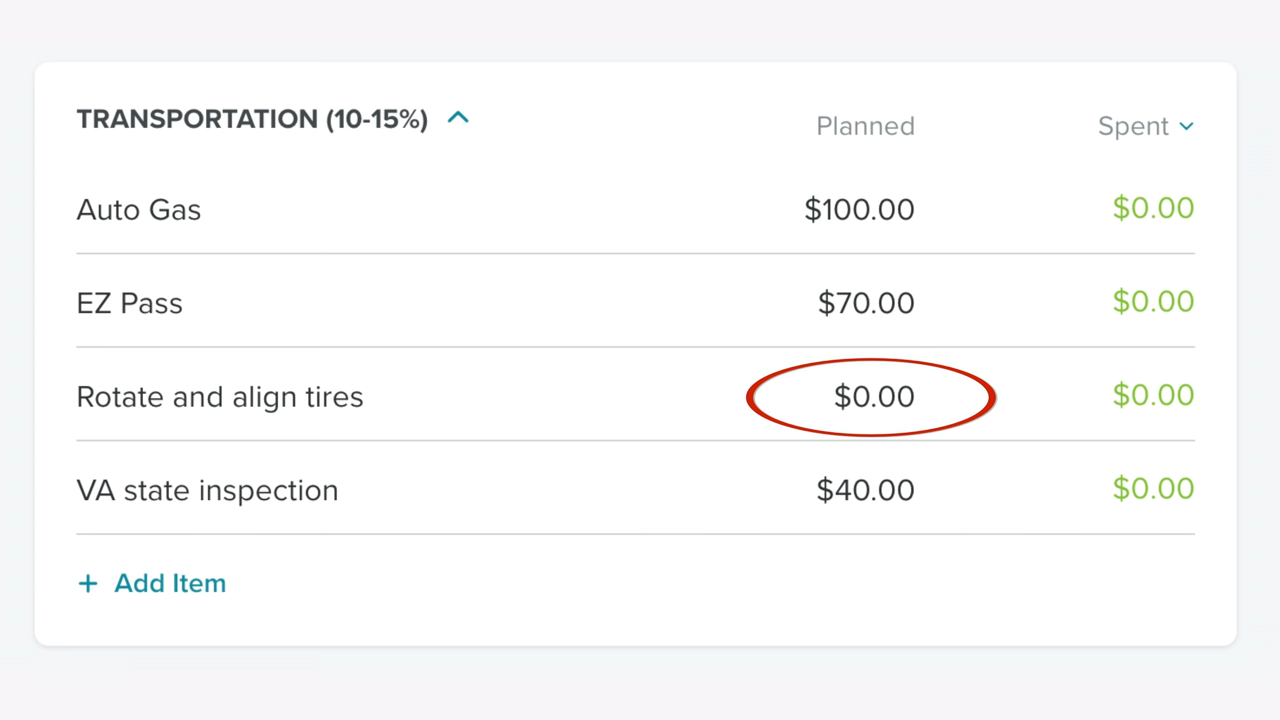 TRANSPORTATION (10-15%) Planned Spent
Auto Gas $100.00 $0.00
EZ Pass $70.00 $0.00
Rotate and align tires $0.00 $0.00
VA state inspection $40.00 $0.00
+ Add Item